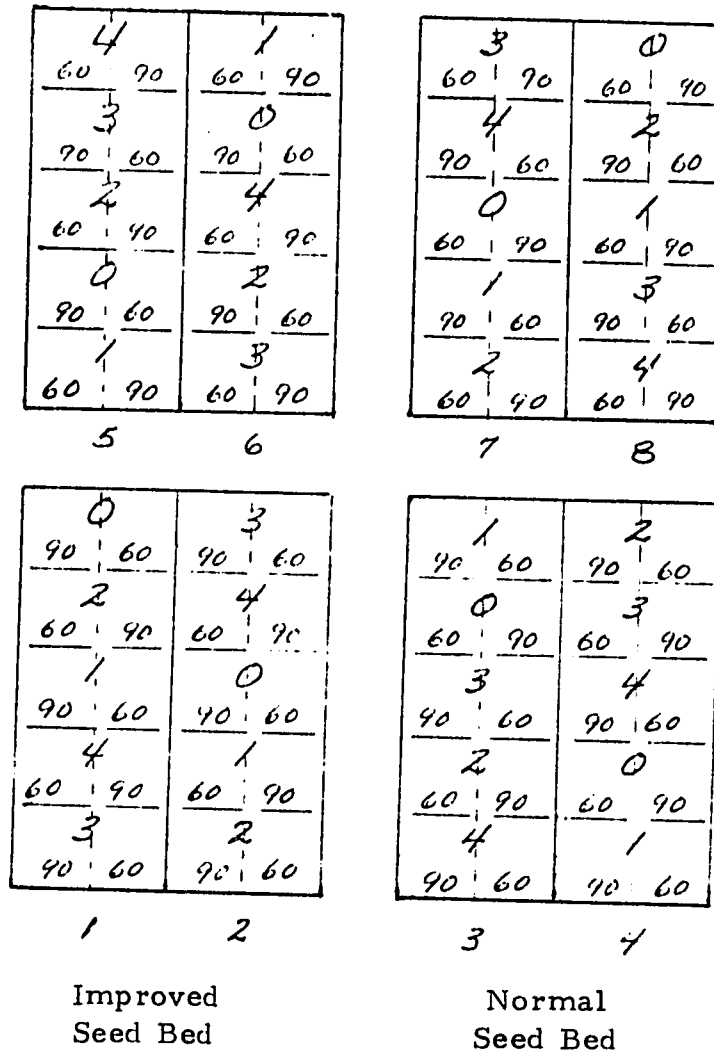 4 1 3 0
60 90 60 90 60 90 60 90
3 0 4 2
90 60 90 60 90 60 90 60
2 4 0 1
60 90 60 90 60 90 60 90
0 2 1 3
90 60 90 60 90 60 90 60
1 3 2 4
60 90 60 90 60 90 60 90
5 6 7 8
0 3 1 2
90 60 90 60 90 60 90 60
2 4 0 3
60 90 60 90 60 90 60 90
1 0 3 4
90 60 90 60 90 60 90 60
4 1 2 0
60 90 60 90 60 90 60 90
3 2 4 1
90 60 90 60 90 60 90 60
1 2 3 4
Improved Normal
Seed Bed Seed Bed